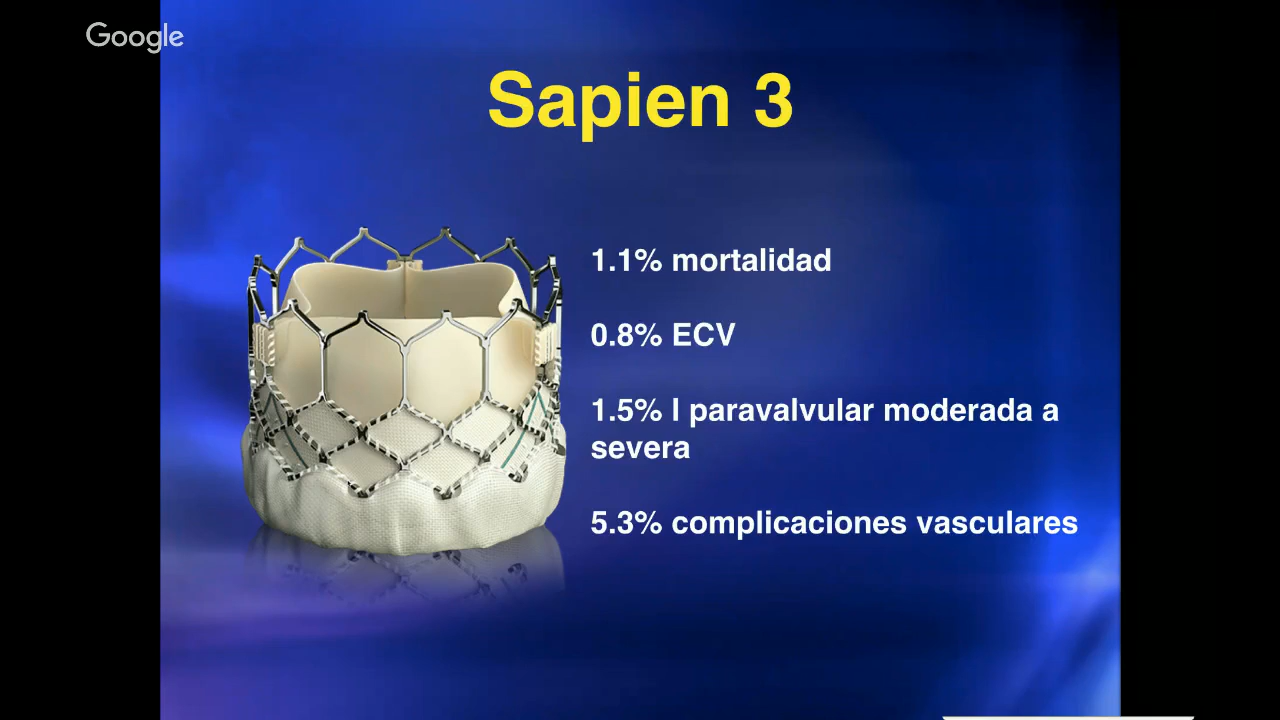 Google
Sapien 3
1.1% mortalidad
0.8% ECV
1.5% I paravalvular moderada a
severa
5.3% complicaciones vasculares